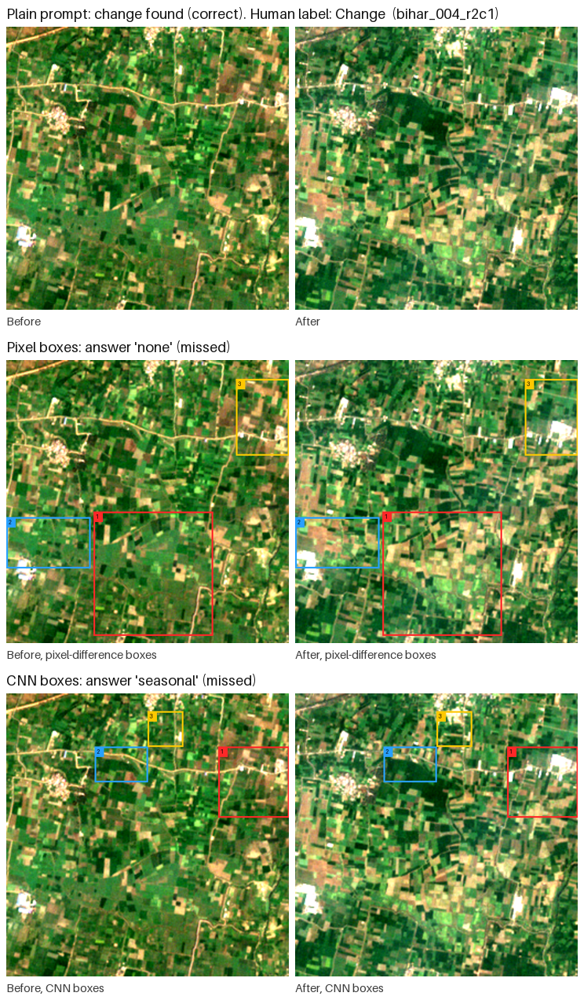 Plain prompt: change found (correct). Human label: Change (bihar_004_r2c1)
Before
After
Pixel boxes: answer 'none' (missed)
3
3
1
1
2
2
Before, pixel-difference boxes
After, pixel-difference boxes
CNN boxes: answer 'seasonal' (missed)
3
3
2
1
2
1
Before, CNN boxes
After, CNN boxes